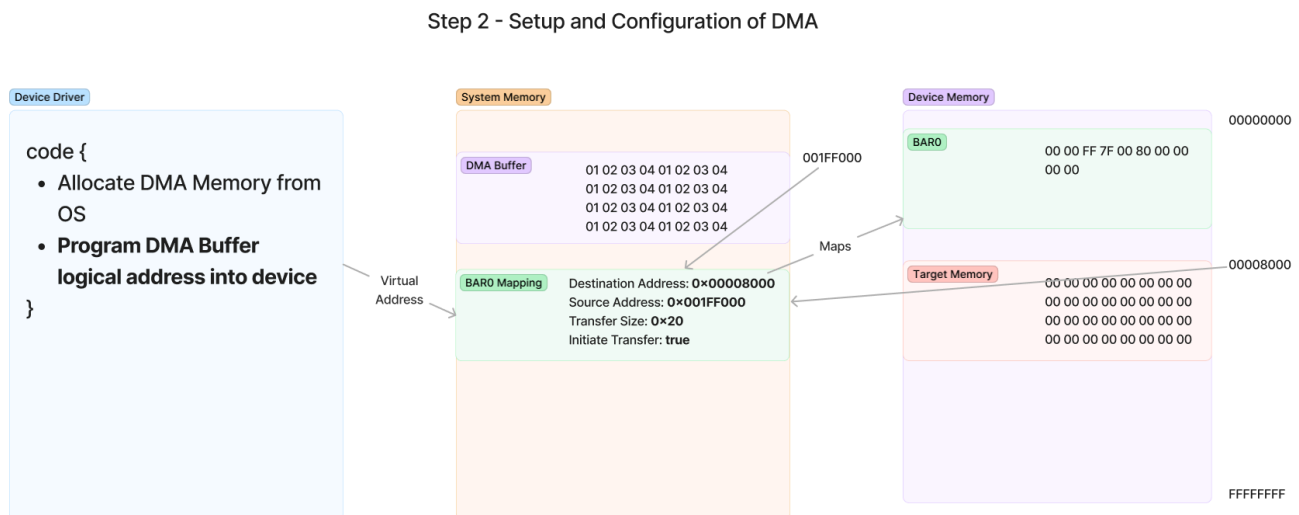 Step 2 - Setup and Configuration of DMA
Device Driver
code {
• Allocate DMA Memory from
OS
• Program DMA Buffer
logical address into device
}
Virtual
Address
System Memory
DMA Buffer
01 02 03 04 01 02 03 04
01 02 03 04 01 02 03 04
01 02 03 04 01 02 03 04
01 02 03 04 01 02 03 04
001FF000
BAR0 Mapping
Destination Address: 0×00008000
Source Address: 0×001FF000
Transfer Size: 0×20
Initiate Transfer: true
Maps
Device Memory
00000000
BAR0
00 00 FF 7F 00 80 00 00
00 00
Target Memory
00008000
00 00 00 00 00 00 00 00
00 00 00 00 00 00 00 00
00 00 00 00 00 00 00 00
00 00 00 00 00 00 00 00
FFFFFFFF